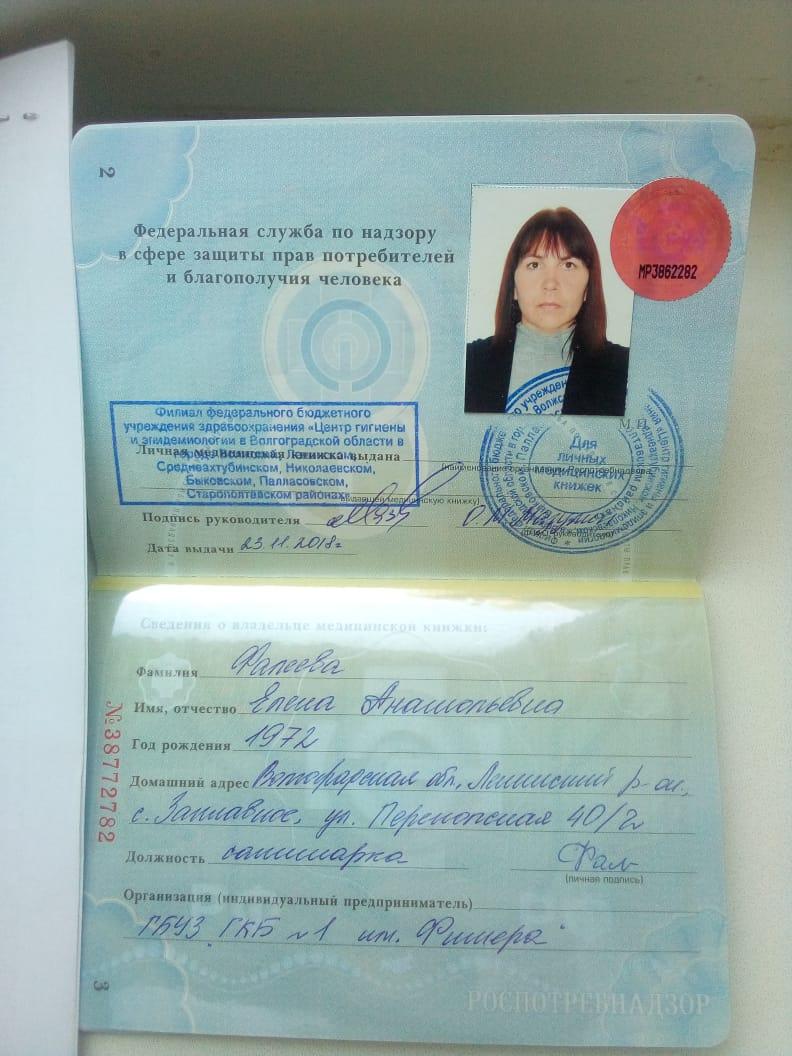 2
Федеральная служба по надзору
в сфере защиты прав потребителей
и благополучия человека
МР3862282
Филиал федерального бюджетного
учреждения здравоохранения «Центр гигиены
и эпидемиологии в Волгоградской области в
Личная медицинская книжка выдана
Среднеахтубинском, Николаевском,
Быковском, Палласовском,
Старополтавском районах»
М.П.
Для
личных
медицинских
книжек
Подпись руководителя
Дата выдачи 23.11.2018г
Сведения о владельце медицинской книжки:
Фамилия Фалеева
Имя, отчество Елена Анатольевна
Год рождения 1972
Домашний адрес Волгоградская обл, Ленинский р-он,
с. Заплавное, ул. Перекопская 40/2
Должность санитарка
(личная подпись)
Организация (индивидуальный предприниматель)
ГБУЗ "ГКБ №1 им. Фишера"
№38772782
3
РОСПОТРЕБНАДЗОР